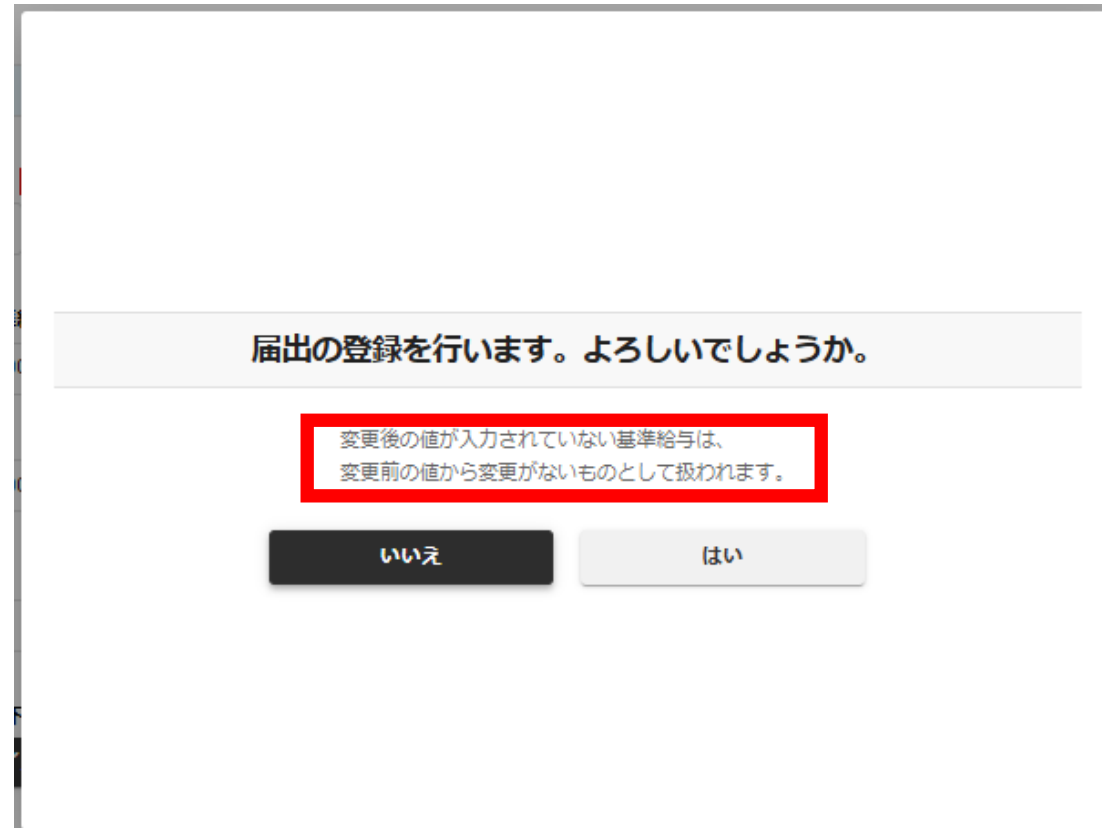 届出の登録を行います。よろしいでしょうか。
変更後の値が入力されていない基準給与は、
変更前の値から変更がないものとして扱われます。
いいえ
はい